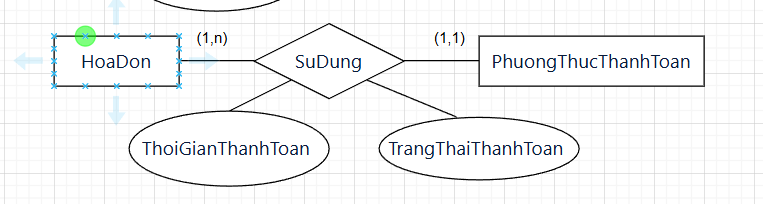 (1,n)
(1,1)
HoaDon
SuDung
PhuongThucThanhToan
ThoiGianThanhToan
TrangThaiThanhToan